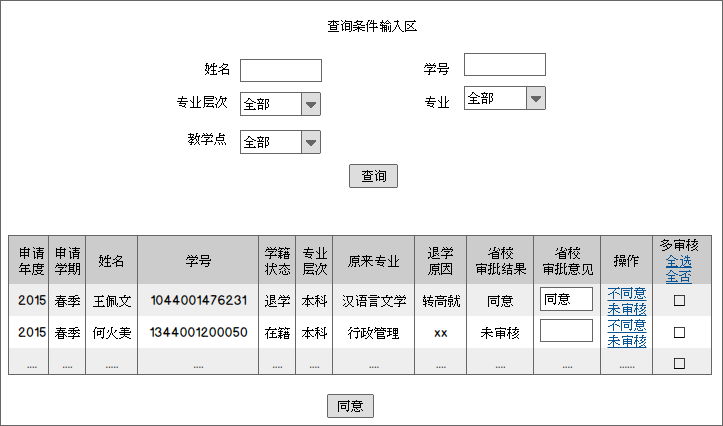 查询条件输入区
姓名 学号
专业层次 全部 专业 全部
教学点 全部
查询
申请年度 申请学期 姓名 学号 学籍状态 专业层次 原来专业 退学原因 省校审批结果 省校审批意见 操作 多审核 全选 全否
2015 春季 王佩文 1044001476231 退学 本科 汉语言文学 转高就 同意 同意 不同意 未审核
2015 春季 何火美 1344001200050 在籍 本科 行政管理 xx 未审核 不同意 未审核
.... .... .... .... .... .... .... .... .... .... ......
同意